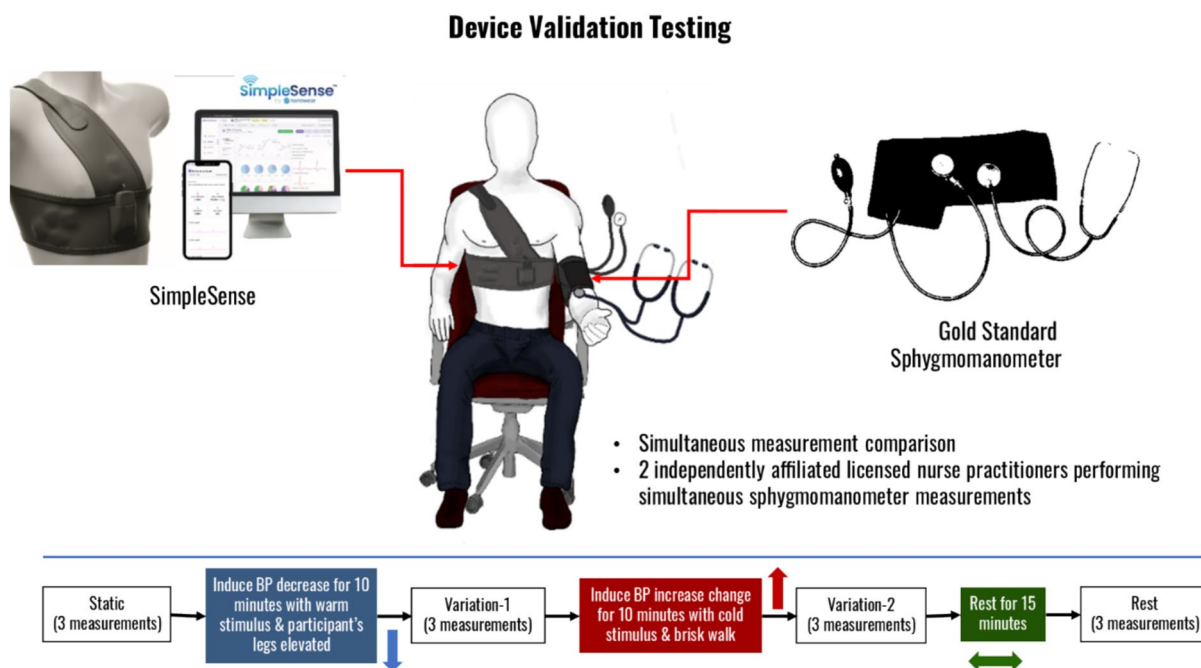 Device Validation Testing
SimpleSense™
SimpleSense
Gold Standard
Sphygmomanometer
• Simultaneous measurement comparison
• 2 independently affiliated licensed nurse practitioners performing
simultaneous sphygmomanometer measurements
Static
(3 measurements)
Induce BP decrease for 10
minutes with warm
stimulus & participant's
legs elevated
Variation-1
(3 measurements)
Induce BP increase change
for 10 minutes with cold
stimulus & brisk walk
Variation-2
(3 measurements)
Rest for 15
minutes
Rest
(3 measurements)